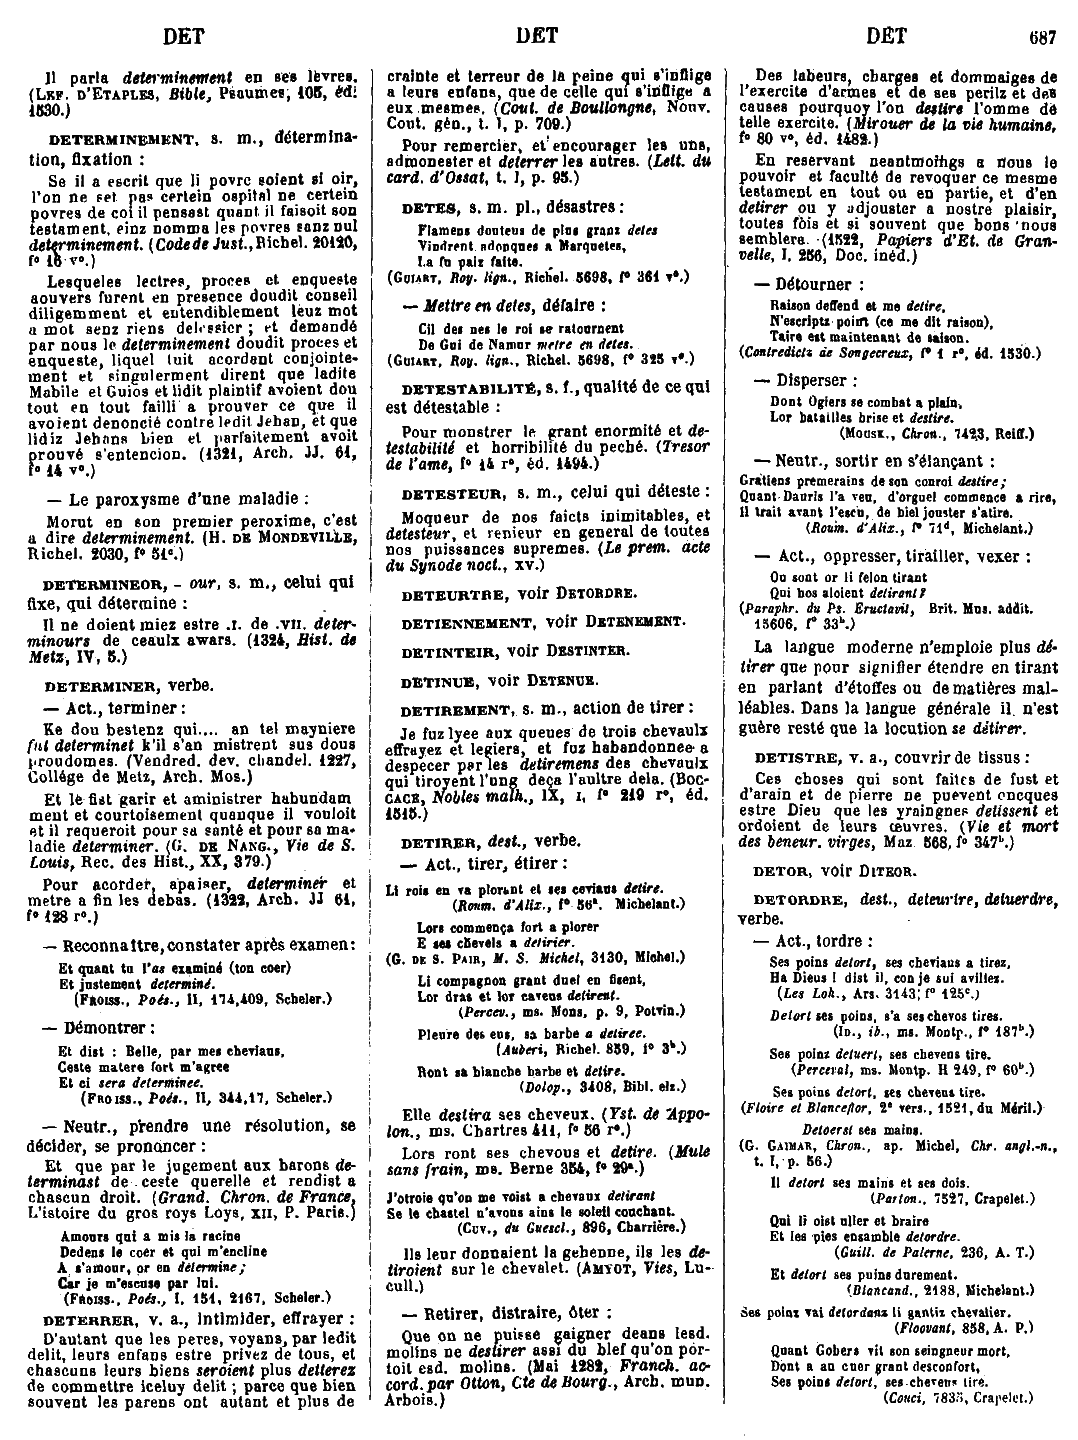 DET
DET
DET
687
Il parla determinement en ses lèvres.
(LEF. D'ETAPLES, Bible, Psaumes, 105, éd.
1530.)
DETERMINEMENT, s. m., détermina-
tion, fixation :
Se il a escrit que li povre soient si oir,
l'on ne set pas certein ospital ne certein
povres de coi il pensast quant il faisoit son
testament, einz nomma les povres sanz nul
determinement. (Code de Just., Richel. 20120,
f° 16 v°.)
Lesqueles lectres, proces et enqueste
aouvers furent en presence doudit conseil
diligemment et entendiblement leuz mot
a mot senz riens delessier ; et demandé
par nous le determinement doudit proces et
enqueste, liquel tuit acordant conjointe-
ment et singulerment dirent que ladite
Mabile et Guios et lidit plaintif avoient dou
tout en tout failli a prouver ce que il
avoient denoncié contre ledit Jehan, et que
lidiz Jehans bien et parfaitement avoit
prouvé s'entencion. (1321, Arch. JJ. 61,
f° 14 v°.)
— Le paroxysme d'une maladie :
Morut en son premier peroxime, c'est
a dire determinement. (H. DE MONDEVILLE,
Richel. 2030, f° 51ᶜ.)
DETERMINEOR, - our, s. m., celui qui
fixe, qui détermine :
Il ne doient miez estre .I. de .VII. deter-
minours de ceaulx awars. (1324, Hist. de
Metz, IV, 5.)
DETERMINER, verbe.
— Act., terminer :
Ke dou bestenz qui.... an tel mayniere
fut determinet k'il s'an mistrent sus dous
proudomes. (Vendred. dev. chandel. 1227,
Collége de Metz, Arch. Mos.)
Et le fist garir et aministrer habundam
ment et courtoisement quanque il vouloit
et il requeroit pour sa santé et pour sa ma-
ladie determiner. (G. DE NANG., Vie de S.
Louis, Rec. des Hist., XX, 379.)
Pour acorder, apaiser, determiner et
metre a fin les debas. (1322, Arch. JJ 61,
f° 128 r°.)
— Reconnaître, constater après examen :
Et quant tu l'as examiné (ton coer)
Et justement determiné.
(FROISS., Poés., II, 174,409, Scheler.)
— Démontrer :
Et dist : Belle, par mes cheviaus,
Ceste matere fort m'agree
Et ci sera determinee.
(FROISS., Poés., II, 344,17, Scheler.)
— Neutr., prendre une résolution, se
décider, se prononcer :
Et que par le jugement aux barons de-
terminast de ceste querelle et rendist a
chascun droit. (Grand. Chron. de France,
L'istoire du gros roys Loys, XII, P. Paris.)
Amours qui a mis la racine
Dedens le coer et qui m'encline
A s'amour, or en determine ;
Car je m'escuse par lui.
(FROISS., Poés., I, 151, 2167, Scheler.)
DETERRER, v. a., intimider, effrayer :
D'autant que les peres, voyans, par ledit
delit, leurs enfans estre privez de tous, et
chascuns leurs biens seroient plus detterez
de commettre iceluy delit ; parce que bien
souvent les parens ont autant et plus de
crainte et terreur de la peine qui s'inflige
a leurs enfans, que de celle qui s'inflige a
eux mesmes. (Cout. de Boullongne, Nouv.
Cout. gén., t. I, p. 709.)
Pour remercier, et encourager les uns,
admonester et deterrer les autres. (Lett. du
card. d'Ossat, t. I, p. 95.)
DETES, s. m. pl., désastres :
Flamens douteus de plus granz detes
Vindrent adonques a Marquetes,
La fu paiz faite.
(GUIART, Roy. lign., Richel. 5698, f° 361 v°.)
— Mettre en detes, défaire :
Cil des nes le roi se ratournent
De Gui de Namur metre en detes.
(GUIART, Roy. lign., Richel. 5698, f° 325 v°.)
DETESTABILITÉ, s. f., qualité de ce qui
est détestable :
Pour monstrer le grant enormité et de-
testabilité et horribilité du peché. (Tresor
de l'ame, f° 14 r°, éd. 1494.)
DETESTEUR, s. m., celui qui déteste :
Moqueur de nos faicts inimitables, et
detesteur, et renieur en general de toutes
nos puissances supremes. (Le prem. acte
du Synode noct., XV.)
DETEURTRE, voir DETORDRE.
DETIENNEMENT, voir DETENEMENT.
DETINTEIR, voir DESTINTER.
DETINUE, voir DETENUE.
DETIREMENT, s. m., action de tirer :
Je fuz lyee aux queues de trois chevaulx
effrayez et legiers, et fuz habandonnee a
despecer par les detiremens des chevaulx
qui tiroyent l'ung deça l'aultre dela. (BOC-
CACE, Nobles malh., IX, I, f° 219 r°, éd.
1515.)
DETIRER, dest., verbe.
— Act., tirer, étirer :
Li rois en va plorant et ses ceviaus detire.
(Roum. d'Alix., f° 56ᵃ. Michelant.)
Lors commença fort a plorer
E ses chevels a detirier.
(G. DE S. PAIR, M. S. Michel, 3130, Michel.)
Li compagnon grant duel en fisent,
Lor dras et lor caveus detirent.
(Percev., ms. Mons, p. 9, Potvin.)
Pleure des eus, sa barbe a detiree.
(Auberi, Richel. 859, f° 3ᵇ.)
Ront sa blanche barbe et detire.
(Dolop., 3408, Bibl. elz.)
Elle destira ses cheveux. (Yst. de Appo-
lon., ms. Chartres 411, f° 56 r°.)
Lors ront ses chevous et detire. (Mule
sans frain, ms. Berne 354, f° 29ᵃ.)
J'otroie qu'on me voist a chevaux detirant
Se le chastel n'avons ains le soleil couchant.
(CUV., du Guescl., 896, Charrière.)
Ils leur donnaient la gehenne, ils les de-
tiroient sur le chevalet. (AMYOT, Vies, Lu-
cull.)
— Retirer, distraire, ôter :
Que on ne puisse gaigner deans lesd.
molins ne destirer assi du blef qu'on por-
toit esd. molins. (Mai 1282, Franch. ac-
cord. par Otton, Cte de Bourg., Arch. mun.
Arbois.)
Des labeurs, charges et dommaiges de
l'exercite d'armes et de ses perilz et des
causes pourquoy l'on destire l'omme de
telle exercite. (Mirouer de la vie humaine,
f° 80 v°, éd. 1482.)
En reservant neantmoings a nous le
pouvoir et faculté de revoquer ce mesme
testament en tout ou en partie, et d'en
detirer ou y adjouster a nostre plaisir,
toutes fois et si souvent que bons nous
semblera. (1522, Papiers d'Et. de Gran-
velle, I, 256, Doc. inéd.)
— Détourner :
Raison deffend et me detire,
N'escriptz point (ce me dit raison),
Taire est maintenant de saison.
(Contredictz de Songecreux, f° 1 r°, éd. 1530.)
— Disperser :
Dont Ogiers se combat a plain,
Lor batailles brise et destire.
(MOUSK., Chron., 7423, Reiff.)
— Neutr., sortir en s'élançant :
Gratiens premerains de son conroi destire ;
Quant Dauris l'a veu, d'orguel commence a rire,
Il trait avant l'escu, de biel jouster s'atire.
(Roum. d'Alix., f° 71ᵈ, Michelant.)
— Act., oppresser, tirailler, vexer :
Ou sont or li felon tirant
Qui hos aloient detirant ?
(Paraphr. du Ps. Eructavit, Brit. Mus. addit.
15606, f° 33ᵇ.)
La langue moderne n'emploie plus dé-
tirer que pour signifier étendre en tirant
en parlant d'étoffes ou de matières mal-
léables. Dans la langue générale il n'est
guère resté que la locution se détirer.
DETISTRE, v. a., couvrir de tissus :
Ces choses qui sont faites de fust et
d'arain et de pierre ne puevent oncques
estre Dieu que les yraingnes detissent et
ordoient de leurs œuvres. (Vie et mort
des beneur. virges, Maz 568, f° 347ᵇ.)
DETOR, voir DITEOR.
DETORDRE, dest., deteurtre, detuerdre,
verbe.
— Act., tordre :
Ses poins detort, ses cheviaus a tirez,
Ha Dieus ! dist il, con je sui avillez.
(Les Loh., Ars. 3143, f° 125ᶜ.)
Detort ses poins, s'a ses chevos tires.
(ID., ib., ms. Montp., f° 187ᵇ.)
Ses poinz detuert, ses chevens tire.
(Perceval, ms. Montp. H 249, f° 60ᵇ.)
Ses poins detort, ses chevens tire.
(Floire et Blanceflor, 2° vers., 1521, du Méril.)
Detoerst ses mains.
(G. GAIMAR, Chron., ap. Michel, Chr. angl.-n.,
t. I, p. 56.)
Il detort ses mains et ses dois.
(Parton., 7527, Crapelet.)
Qui li oist uller et braire
Et les pies ensamble detordre.
(Guill. de Palerne, 236, A. T.)
Et detort ses puins durement.
(Blancand., 2188, Michelant.)
Ses poinz vai detordanz li gantiz chevalier.
(Floovant, 858, A. P.)
Quant Gobers vit son seingneur mort,
Dont a au cuer grant desconfort,
Ses poins detort, ses chevens tire.
(Couci, 7835, Crapelet.)